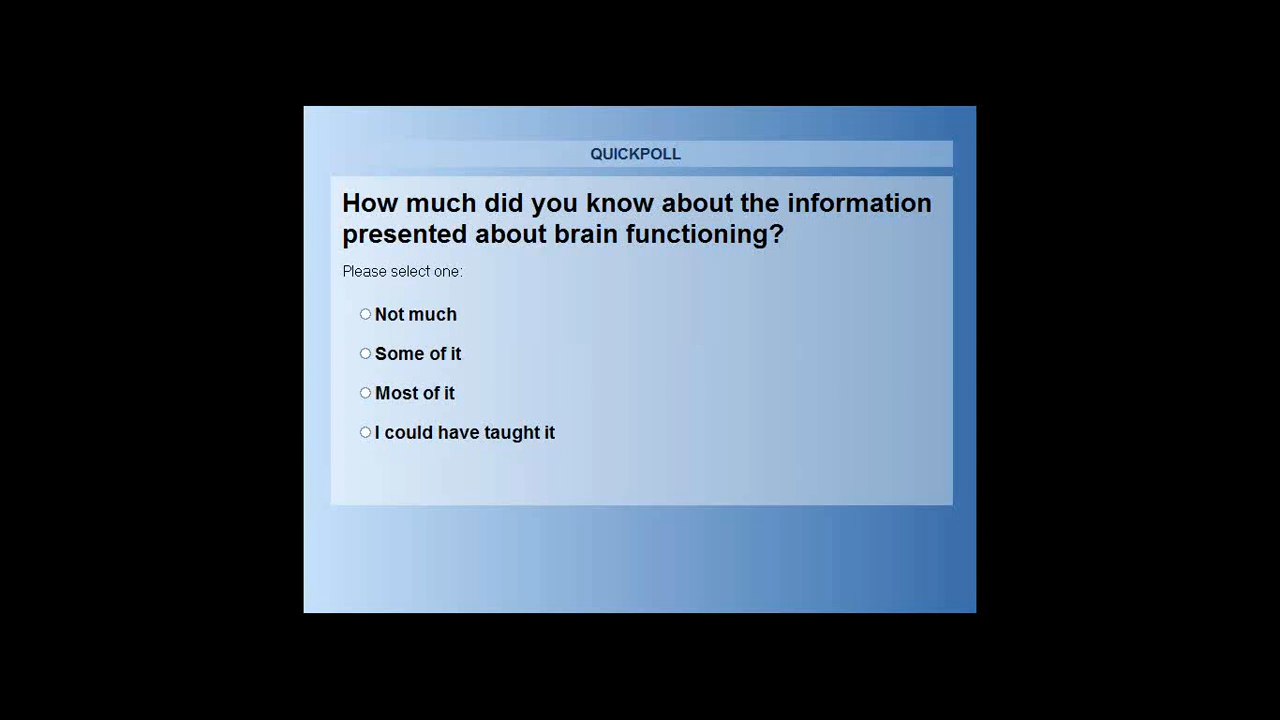 QUICKPOLL
How much did you know about the information
presented about brain functioning?
Please select one:
Not much
Some of it
Most of it
I could have taught it